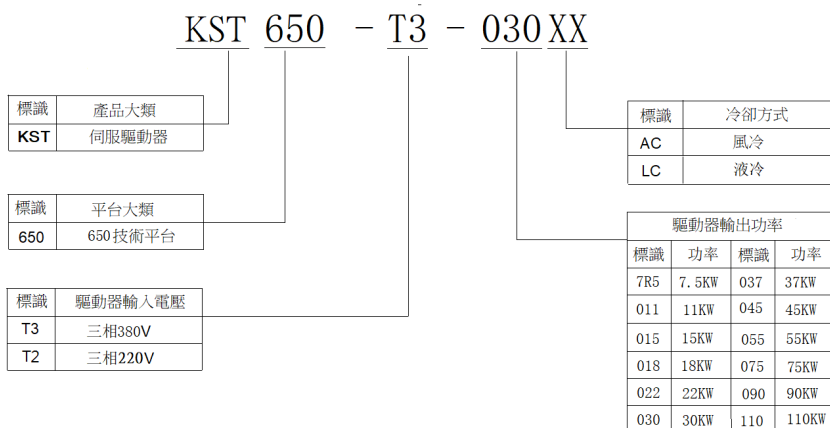 KST 650 - T3 - 030 XX
標識 產品大類
KST 伺服驅動器
標識 平台大類
650 650技術平台
標識 驅動器輸入電壓
T3 三相380V
T2 三相220V
標識 冷卻方式
AC 風冷
LC 液冷
驅動器輸出功率
標識 功率 標識 功率
7R5 7.5KW 037 37KW
011 11KW 045 45KW
015 15KW 055 55KW
018 18KW 075 75KW
022 22KW 090 90KW
030 30KW 110 110KW